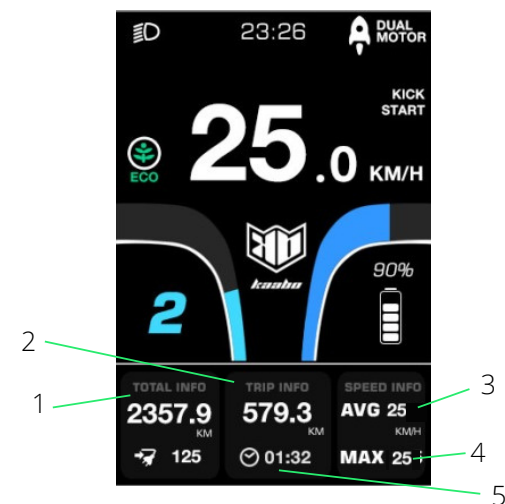 23:26
DUAL
MOTOR
KICK
START
25.0 KM/H
ECO
kaabo
90%
2
2
TOTAL INFO
TRIP INFO
SPEED INFO
1
2357.9
KM
579.3
KM
AVG 25
KM/H
3
125
01:32
MAX 25
4
5